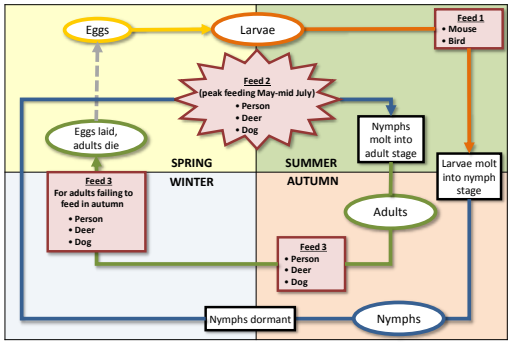 Eggs
Larvae
Feed 1
• Mouse
• Bird
Feed 2
(peak feeding May-mid July)
• Person
• Deer
• Dog
Eggs laid,
adults die
Nymphs
molt into
adult stage
SPRING
SUMMER
WINTER
AUTUMN
Larvae molt
into nymph
stage
Feed 3
For adults failing to
feed in autumn
• Person
• Deer
• Dog
Adults
Feed 3
• Person
• Deer
• Dog
Nymphs dormant
Nymphs